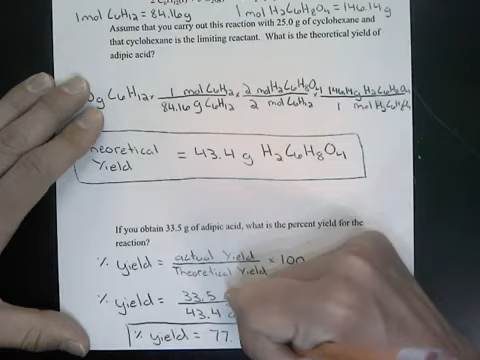 1 mol C6H12 = 84.16g 1 mol H2C6H8O4 = 146.14g
Assume that you carry out this reaction with 25.0 g of cyclohexane and
that cyclohexane is the limiting reactant. What is the theoretical yield of
adipic acid?
g C6H12 × 1 mol C6H12 × 2 mol H2C6H8O4
84.16 g C6H12 2 mol C6H12 1 mol H2C6H8O4
Yield = 43.4 g H2C6H8O4
If you obtain 33.5 g of adipic acid, what is the percent yield for the
reaction?
% yield = actual Yield × 100
Theoretical Yield
% yield = 33.5
43.4
% yield = 77.